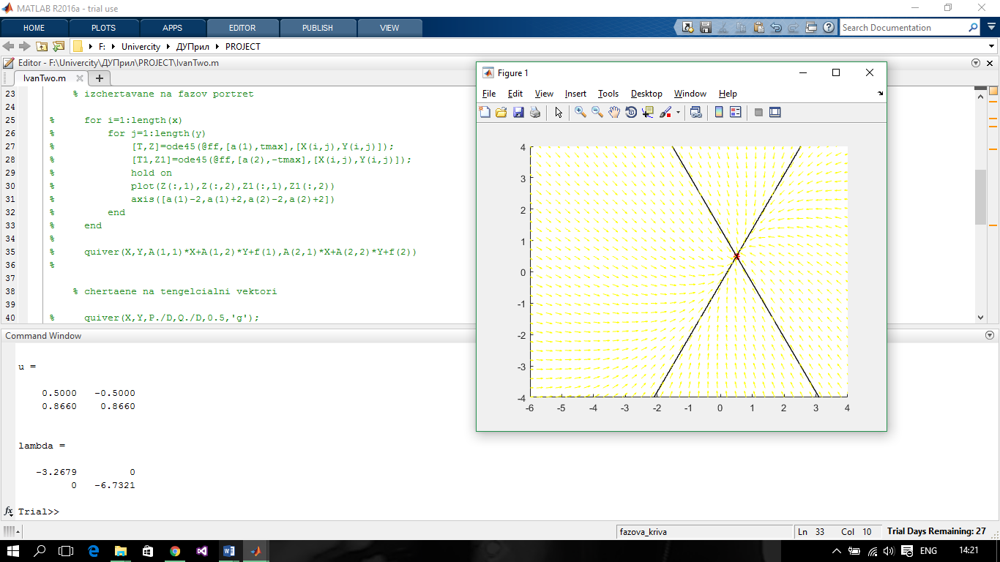 MATLAB R2016a - trial use
HOME PLOTS APPS EDITOR PUBLISH VIEW Search Documentation
F: Univercity ДУПрил PROJECT
Editor - F:\Univercity\ДУПрил\PROJECT\IvanTwo.m
IvanTwo.m
23 % izchertavane na fazov portret
24
25 % for i=1:length(x)
26 % for j=1:length(y)
27 % [T,Z]=ode45(@ff,[a(1),tmax],[X(i,j),Y(i,j)]);
28 % [T1,Z1]=ode45(@ff,[a(2),-tmax],[X(i,j),Y(i,j)]);
29 % hold on
30 % plot(Z(:,1),Z(:,2),Z1(:,1),Z1(:,2))
31 % axis([a(1)-2,a(1)+2,a(2)-2,a(2)+2])
32 % end
33 % end
34 %
35 % quiver(X,Y,A(1,1)*X+A(1,2)*Y+f(1),A(2,1)*X+A(2,2)*Y+f(2))
36 %
37
38 % chertaene na tengelcialni vektori
39
40 % quiver(X,Y,P./D,Q./D,0.5,'g');
Command Window
u =
0.5000 -0.5000
0.8660 0.8660
lambda =
-3.2679 0
0 -6.7321
fx Trial>>
Figure 1
File Edit View Insert Tools Desktop Window Help
4
3
2
1
0
-1
-2
-3
-4
-6 -5 -4 -3 -2 -1 0 1 2 3 4
fazova_kriva Ln 33 Col 10 Trial Days Remaining: 27
ENG 14:21